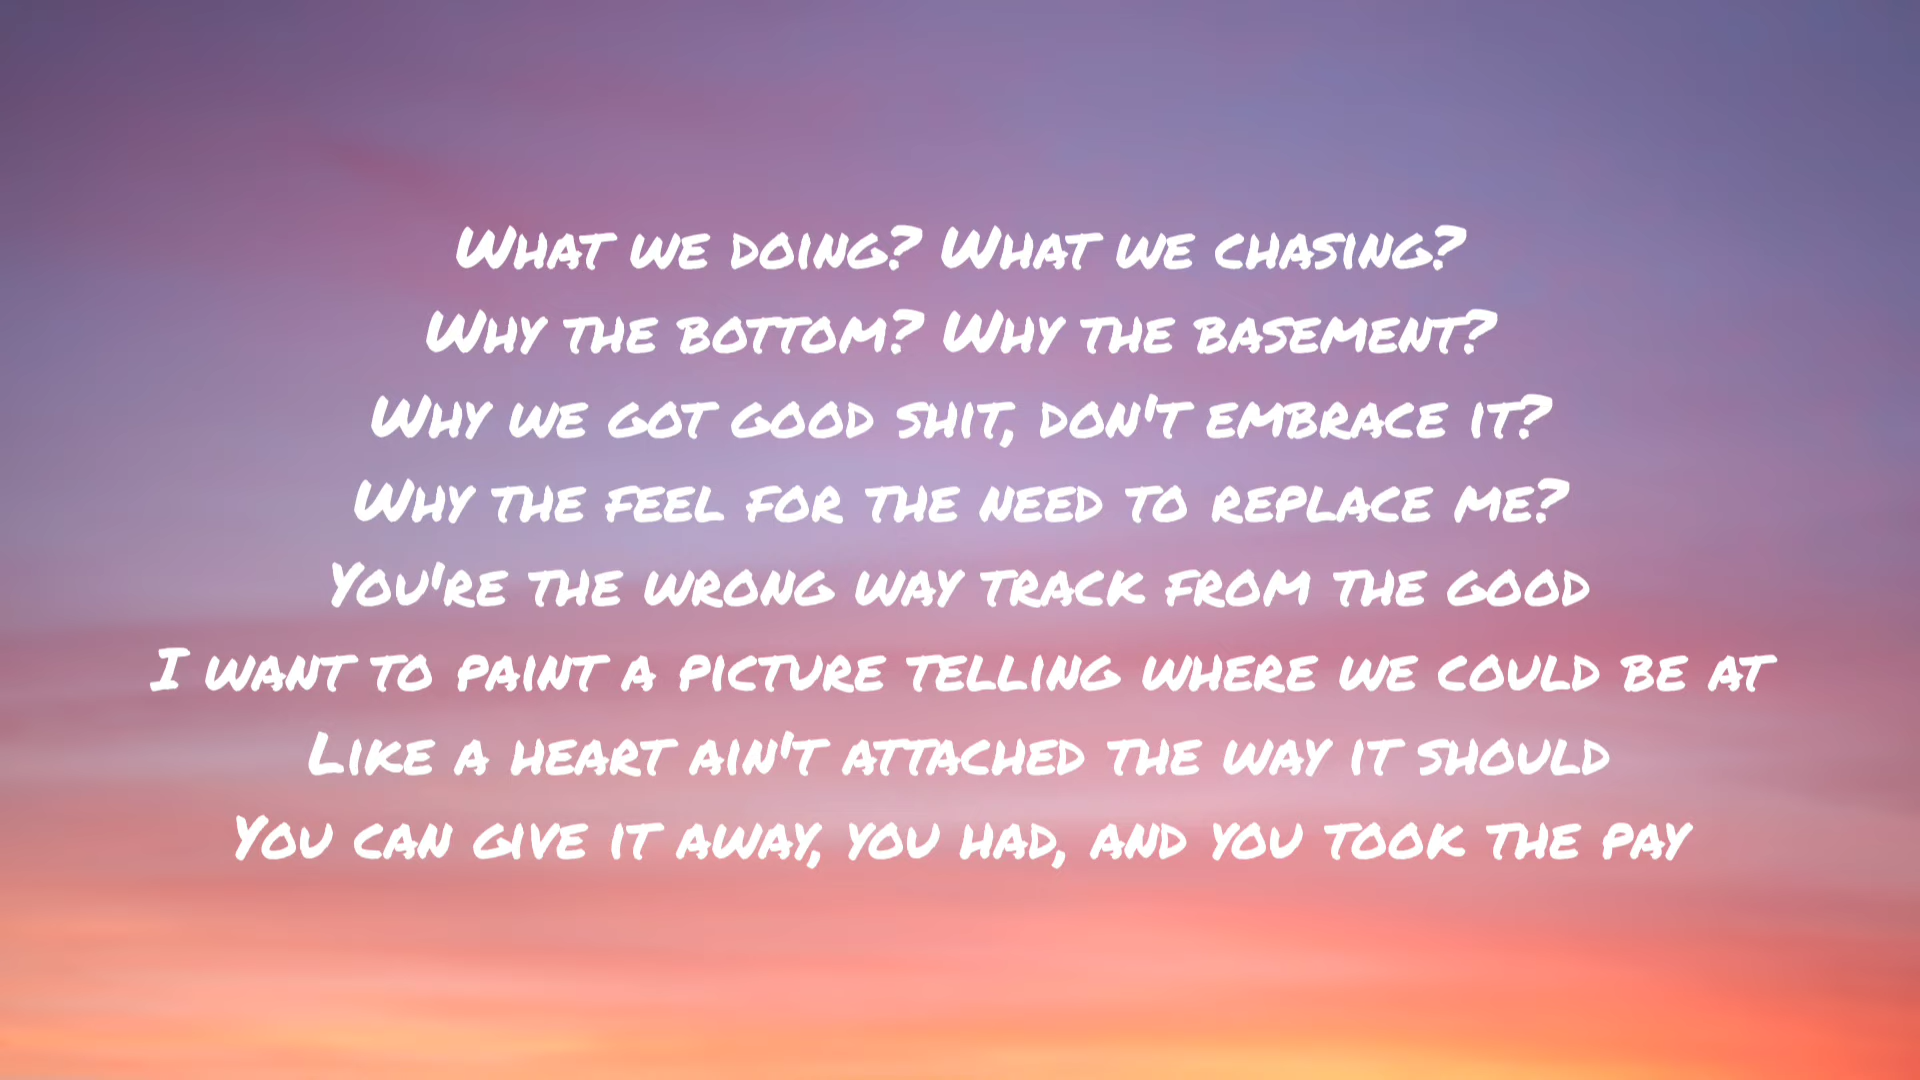 What we doing? What we chasing?
Why the bottom? Why the basement?
Why we got good shit, don't embrace it?
Why the feel for the need to replace me?
You're the wrong way track from the good
I want to paint a picture telling where we could be at
Like a heart ain't attached the way it should
You can give it away, you had, and you took the pay